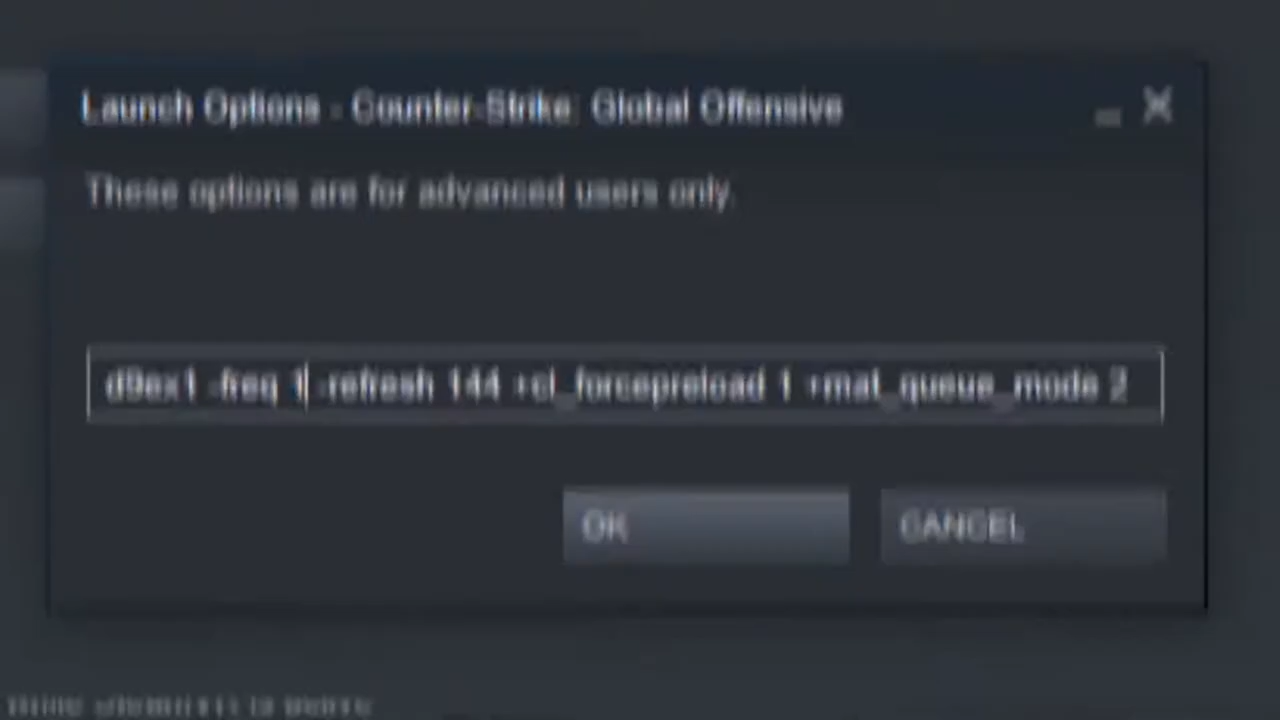 Launch Options - Counter-Strike: Global Offensive
These options are for advanced users only.
d9ex1 -freq 1 -refresh 144 +cl_forcepreload 1 +mat_queue_mode 2
OK
CANCEL